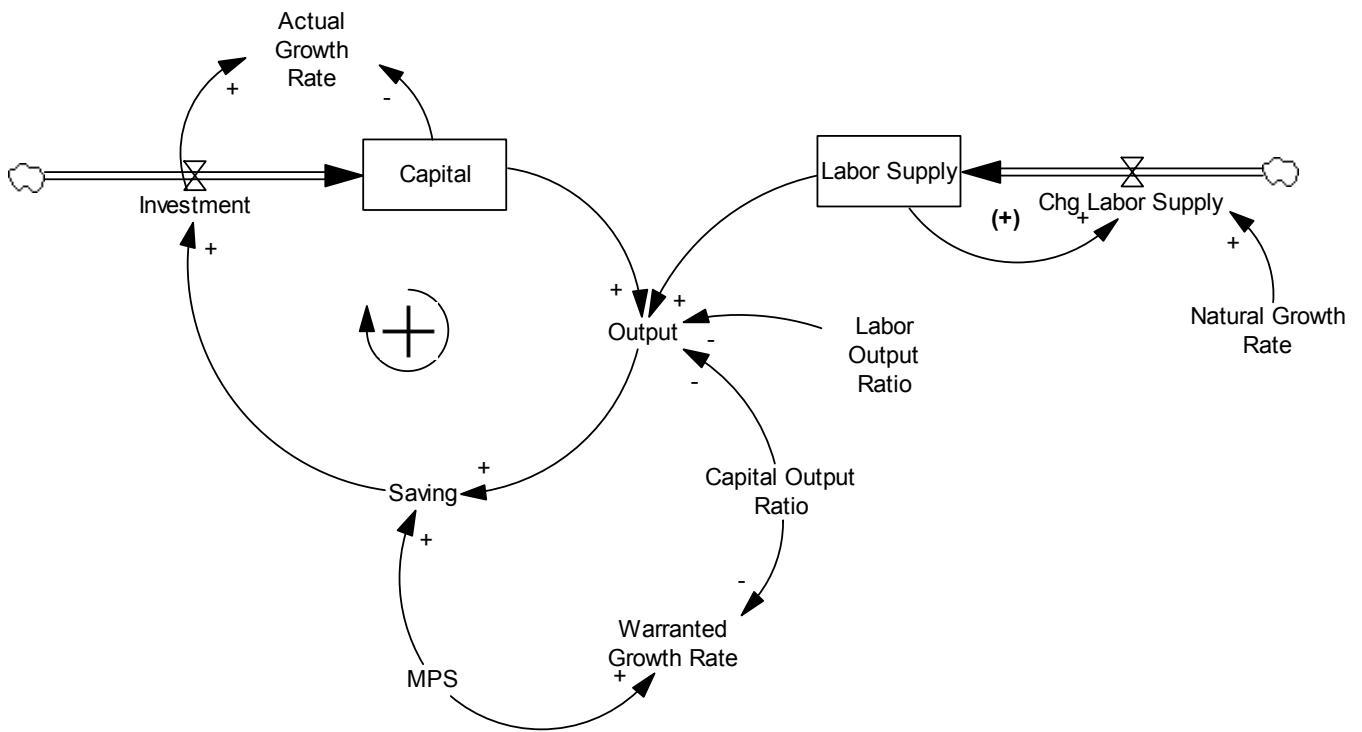 Actual
Growth
Rate
+
-
Capital
Investment
+
Labor Supply
Chg Labor Supply
(+)
+
+
Natural Growth
Rate
+
+
Output
-
Labor
Output
Ratio
-
+
Saving
+
Capital Output
Ratio
-
Warranted
Growth Rate
+
MPS